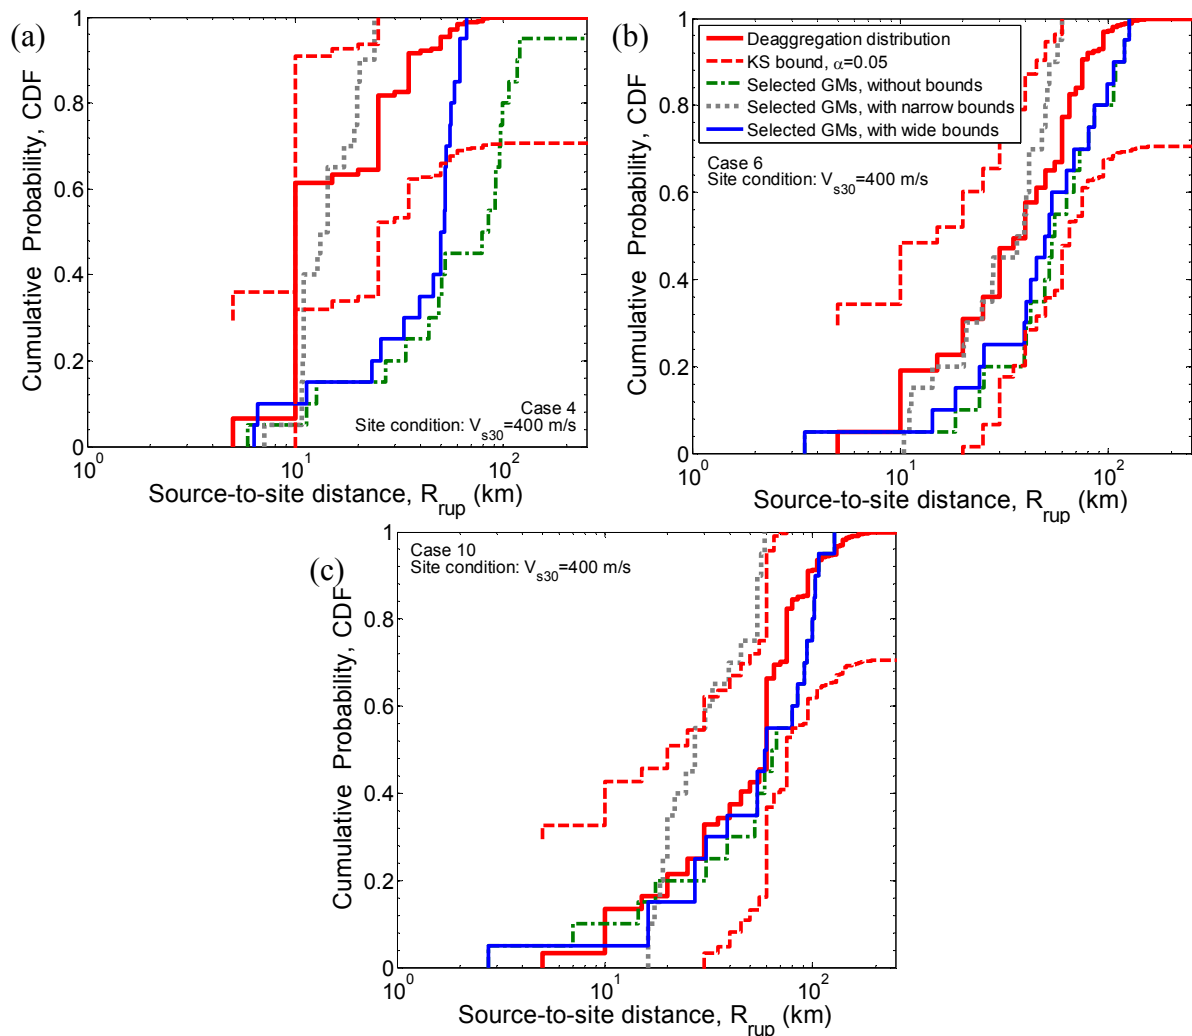 (a)
Cumulative Probability, CDF
1
0.8
0.6
0.4
0.2
0
Case 4
Site condition: Vs30=400 m/s
10^0
10^1
10^2
Source-to-site distance, Rrup (km)
(b)
Cumulative Probability, CDF
1
0.8
0.6
0.4
0.2
0
Deaggregation distribution
KS bound, α=0.05
Selected GMs, without bounds
Selected GMs, with narrow bounds
Selected GMs, with wide bounds
Case 6
Site condition: Vs30=400 m/s
10^0
10^1
10^2
Source-to-site distance, Rrup (km)
(c)
Cumulative Probability, CDF
1
0.8
0.6
0.4
0.2
0
Case 10
Site condition: Vs30=400 m/s
10^0
10^1
10^2
Source-to-site distance, Rrup (km)